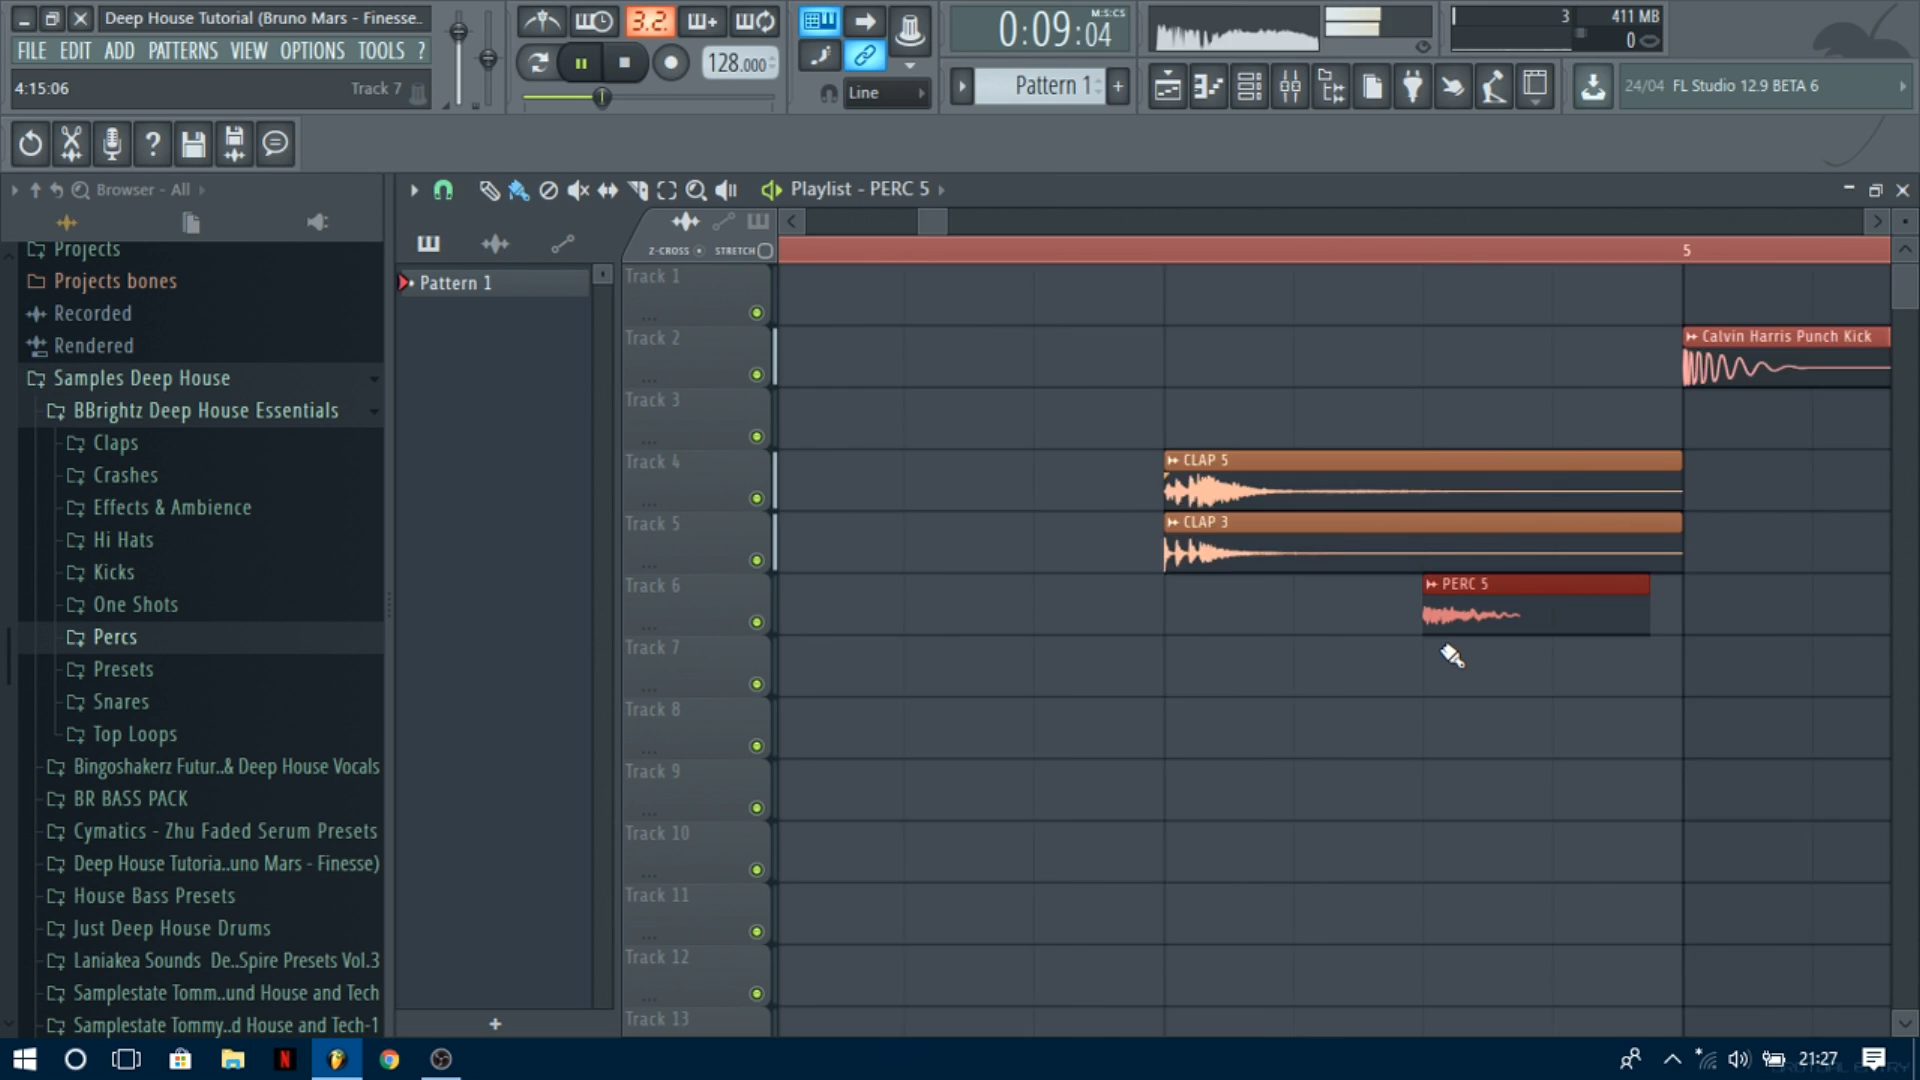 Deep House Tutorial (Bruno Mars - Finesse..
FILE EDIT ADD PATTERNS VIEW OPTIONS TOOLS ?
4:15:06 Track 7
3.2.
128.000
Line
0:09:04
M:S:CS
Pattern 1
+
3
411 MB
0
24/04 FL Studio 12.9 BETA 6
Browser - All
Playlist - PERC 5
Z-CROSS STRETCH
5
Projects
Projects bones
Recorded
Rendered
Samples Deep House
BBrightz Deep House Essentials
Claps
Crashes
Effects & Ambience
Hi Hats
Kicks
One Shots
Percs
Presets
Snares
Top Loops
Bingoshakerz Futur..& Deep House Vocals
BR BASS PACK
Cymatics - Zhu Faded Serum Presets
Deep House Tutoria..uno Mars - Finesse)
House Bass Presets
Just Deep House Drums
Laniakea Sounds De..Spire Presets Vol.3
Samplestate Tomm..und House and Tech
Samplestate Tommy..d House and Tech-1
Pattern 1
+
Track 1
Track 2
Track 3
Track 4
Track 5
Track 6
Track 7
Track 8
Track 9
Track 10
Track 11
Track 12
Track 13
Calvin Harris Punch Kick
CLAP 5
CLAP 3
PERC 5
21:27